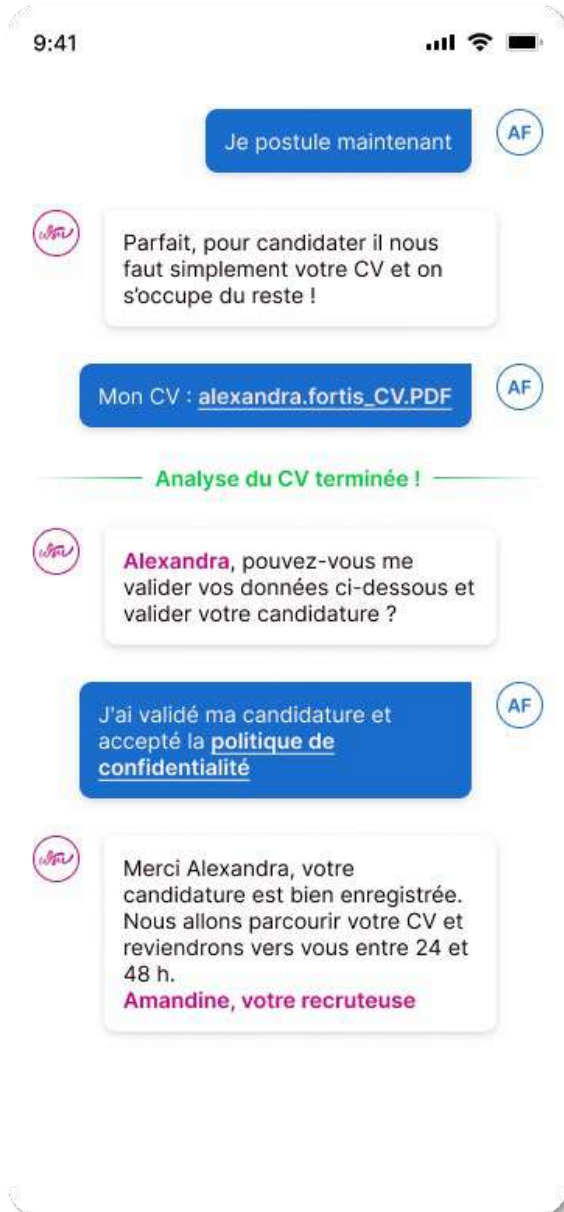 9:41
Je postule maintenant
AF
Parfait, pour candidater il nous
faut simplement votre CV et on
s'occupe du reste !
Mon CV : alexandra.fortis_CV.PDF
AF
Analyse du CV terminée !
Alexandra, pouvez-vous me
valider vos données ci-dessous et
valider votre candidature ?
J'ai validé ma candidature et
accepté la politique de
confidentialité
AF
Merci Alexandra, votre
candidature est bien enregistrée.
Nous allons parcourir votre CV et
reviendrons vers vous entre 24 et
48 h.
Amandine, votre recruteuse